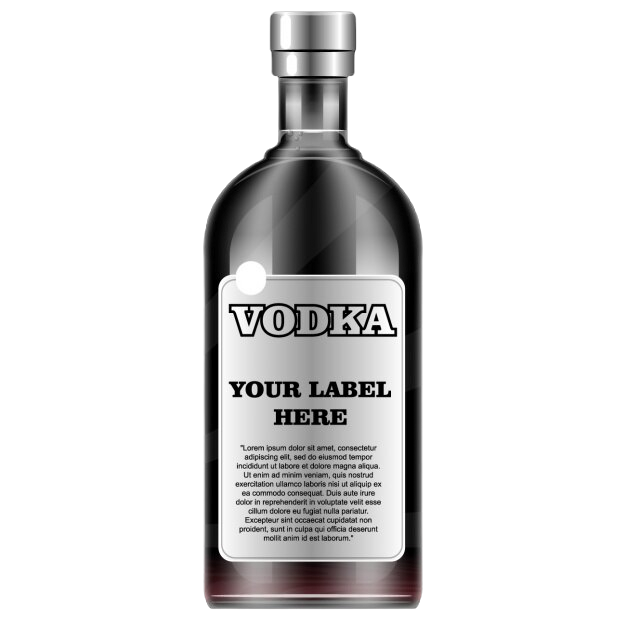 VODKA
YOUR LABEL
HERE
"Lorem ipsum dolor sit amet, consectetur
adipiscing elit, sed do eiusmod tempor
incididunt ut labore et dolore magna aliqua.
Ut enim ad minim veniam, quis nostrud
exercitation ullamco laboris nisi ut aliquip ex
ea commodo consequat. Duis aute irure
dolor in reprehenderit in voluptate velit esse
cillum dolore eu fugiat nulla pariatur.
Excepteur sint occaecat cupidatat non
proident, sunt in culpa qui officia deserunt
mollit anim id est laborum."